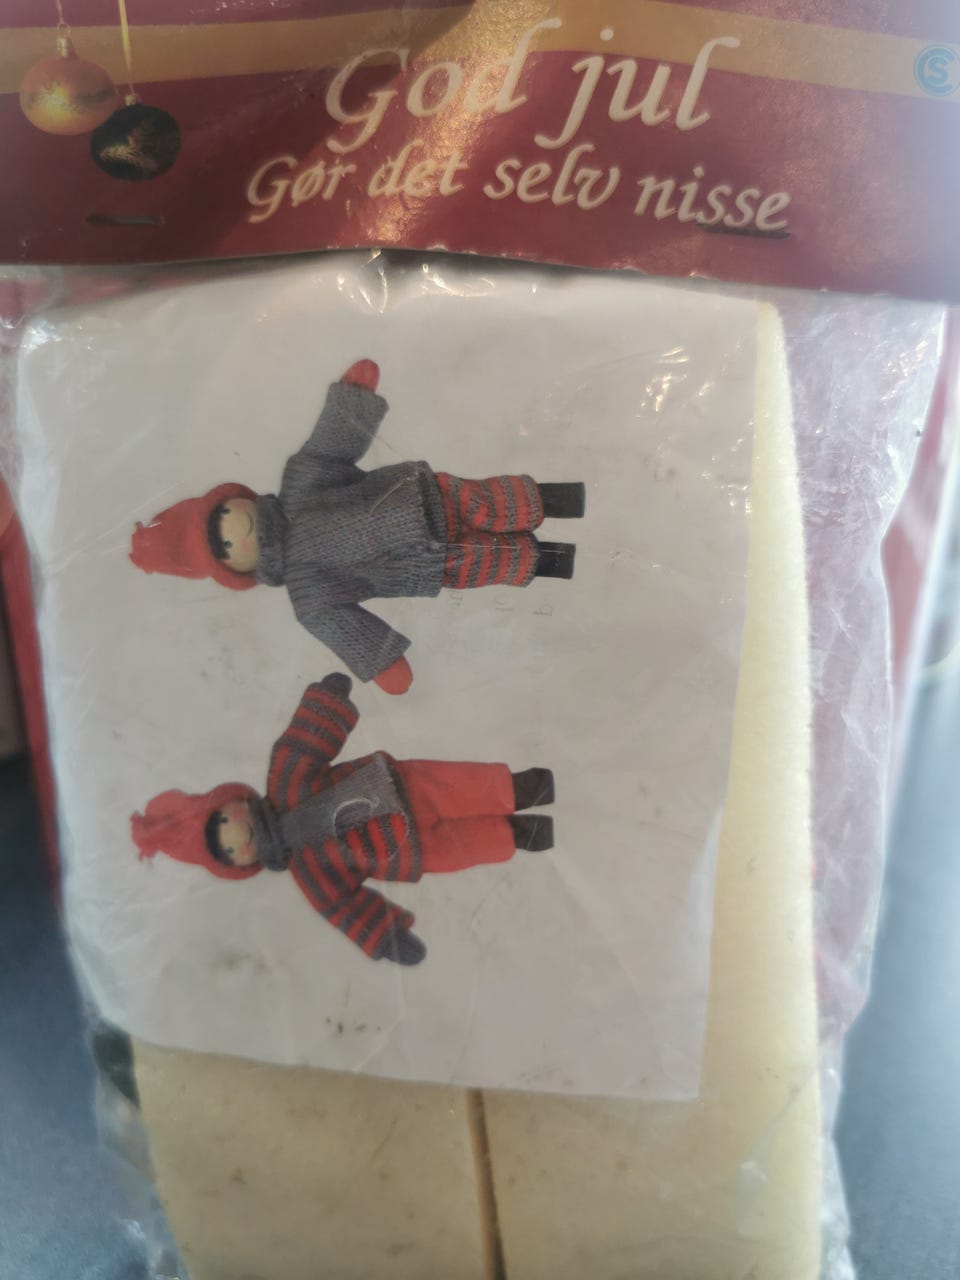 God jul
Gør det selv nisse